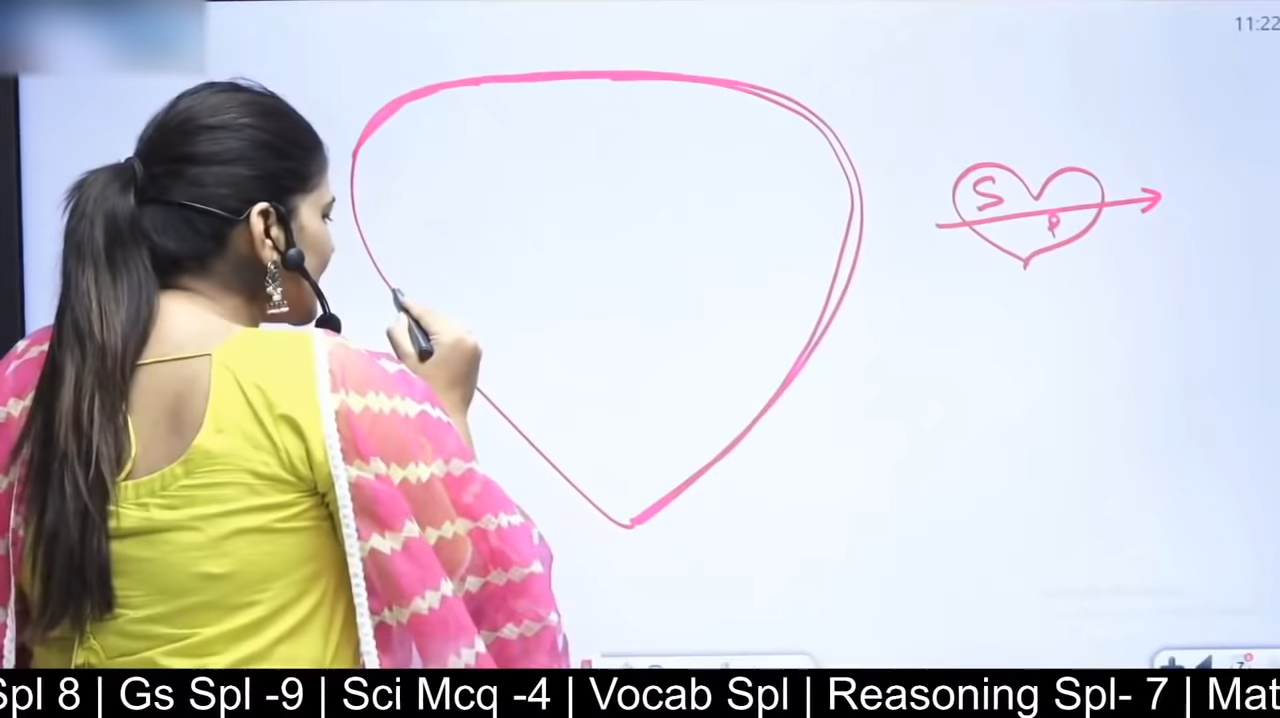 11:22
S
P
Spl 8 | Gs Spl -9 | Sci Mcq -4 | Vocab Spl | Reasoning Spl- 7 | Mat